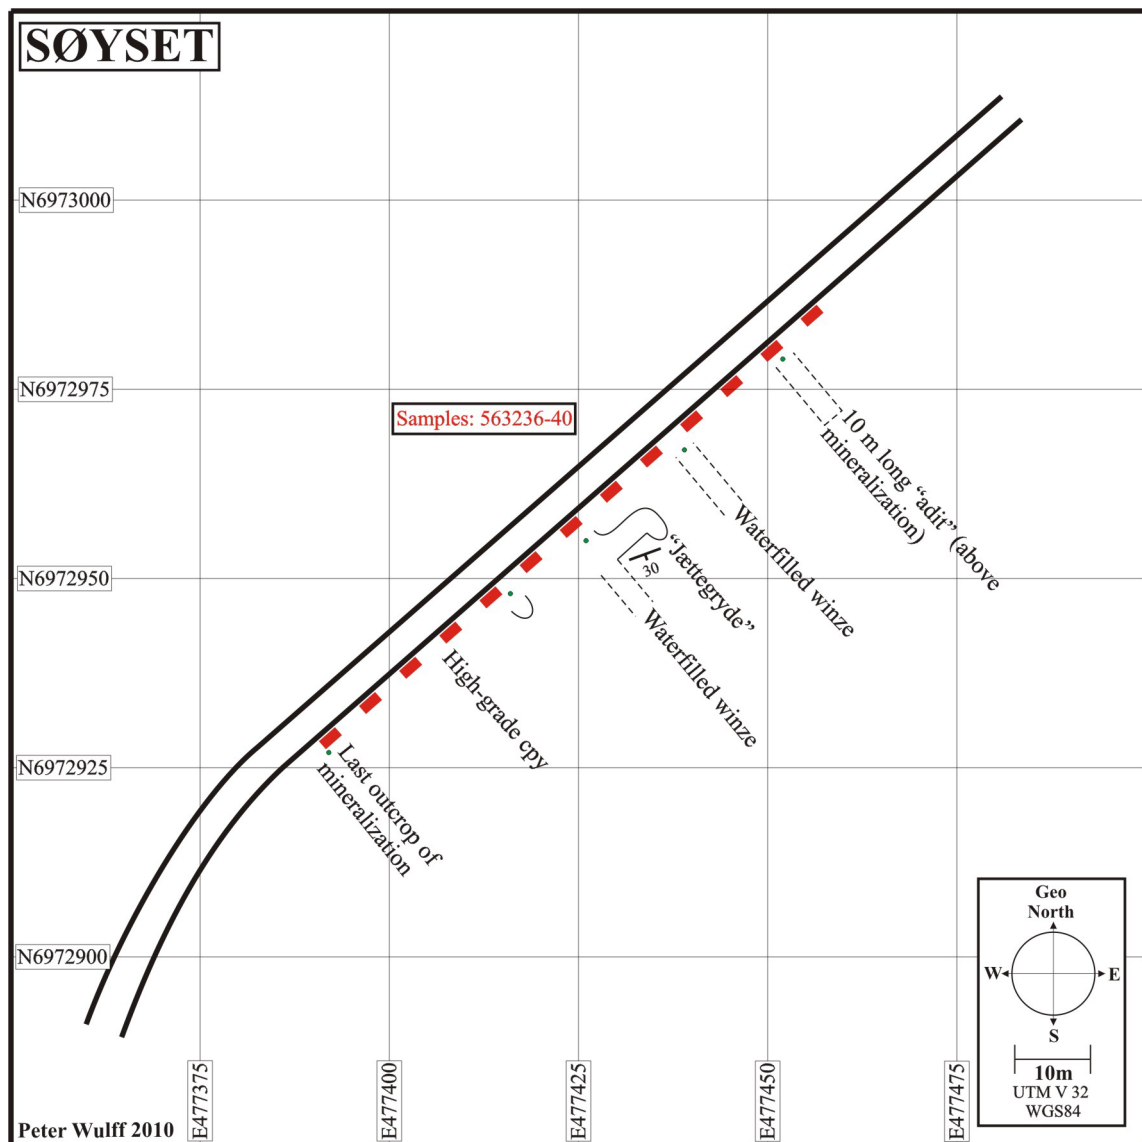 SØYSET
N6973000
N6972975
Samples: 563236-40
10 m long “adit” (above
mineralization)
Waterfilled winze
“Jættegryde”
30
N6972950
Waterfilled winze
High-grade cpy
N6972925
Last outcrop of
mineralization
N6972900
Geo
North
W
E
S
10m
UTM V 32
WGS84
E477375
E477400
E477425
E477450
E477475
Peter Wulff 2010